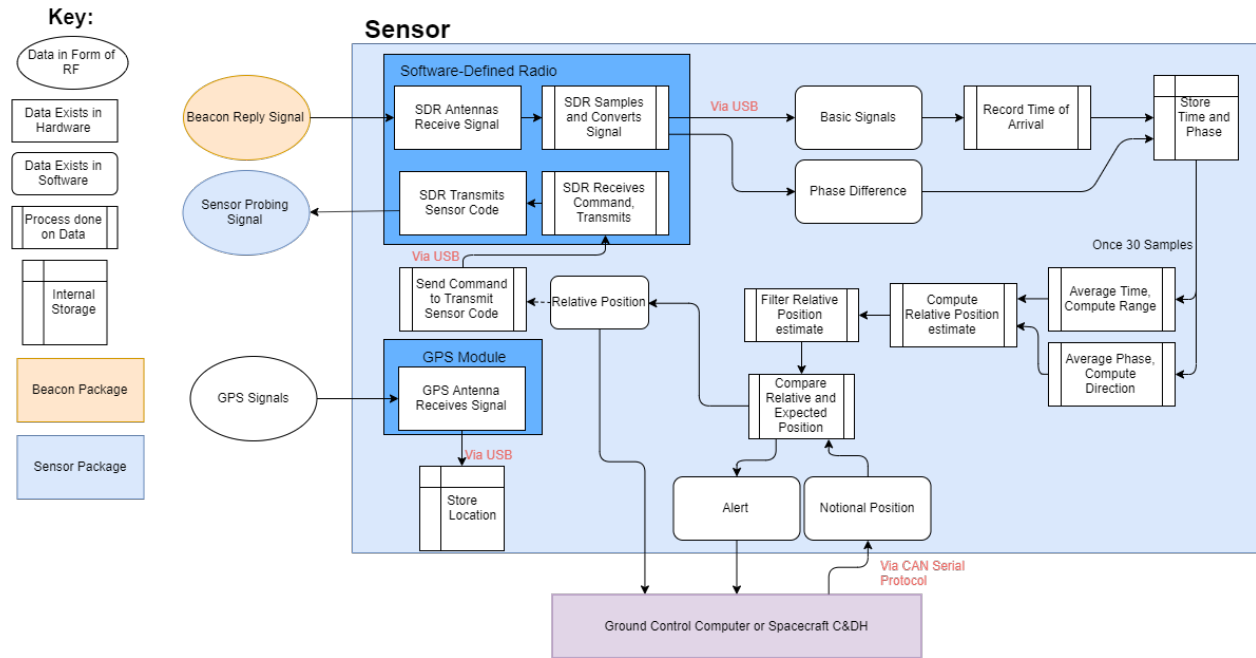 Key:
Data in Form of
RF
Data Exists in
Hardware
Data Exists in
Software
Process done
on Data
Internal
Storage
Beacon Package
Sensor Package
Sensor
Software-Defined Radio
Beacon Reply Signal
SDR Antennas
Receive Signal
SDR Samples
and Converts
Signal
Via USB
Basic Signals
Record Time of
Arrival
Store
Time and
Phase
Phase Difference
Sensor Probing
Signal
SDR Transmits
Sensor Code
SDR Receives
Command,
Transmits
Via USB
Once 30 Samples
Send Command
to Transmit
Sensor Code
Relative Position
Filter Relative
Position
estimate
Compute
Relative Position
estimate
Average Time,
Compute Range
Average Phase,
Compute
Direction
GPS Module
GPS Signals
GPS Antenna
Receives Signal
Compare
Relative and
Expected
Position
Via USB
Store
Location
Alert
Notional Position
Via CAN Serial
Protocol
Ground Control Computer or Spacecraft C&DH